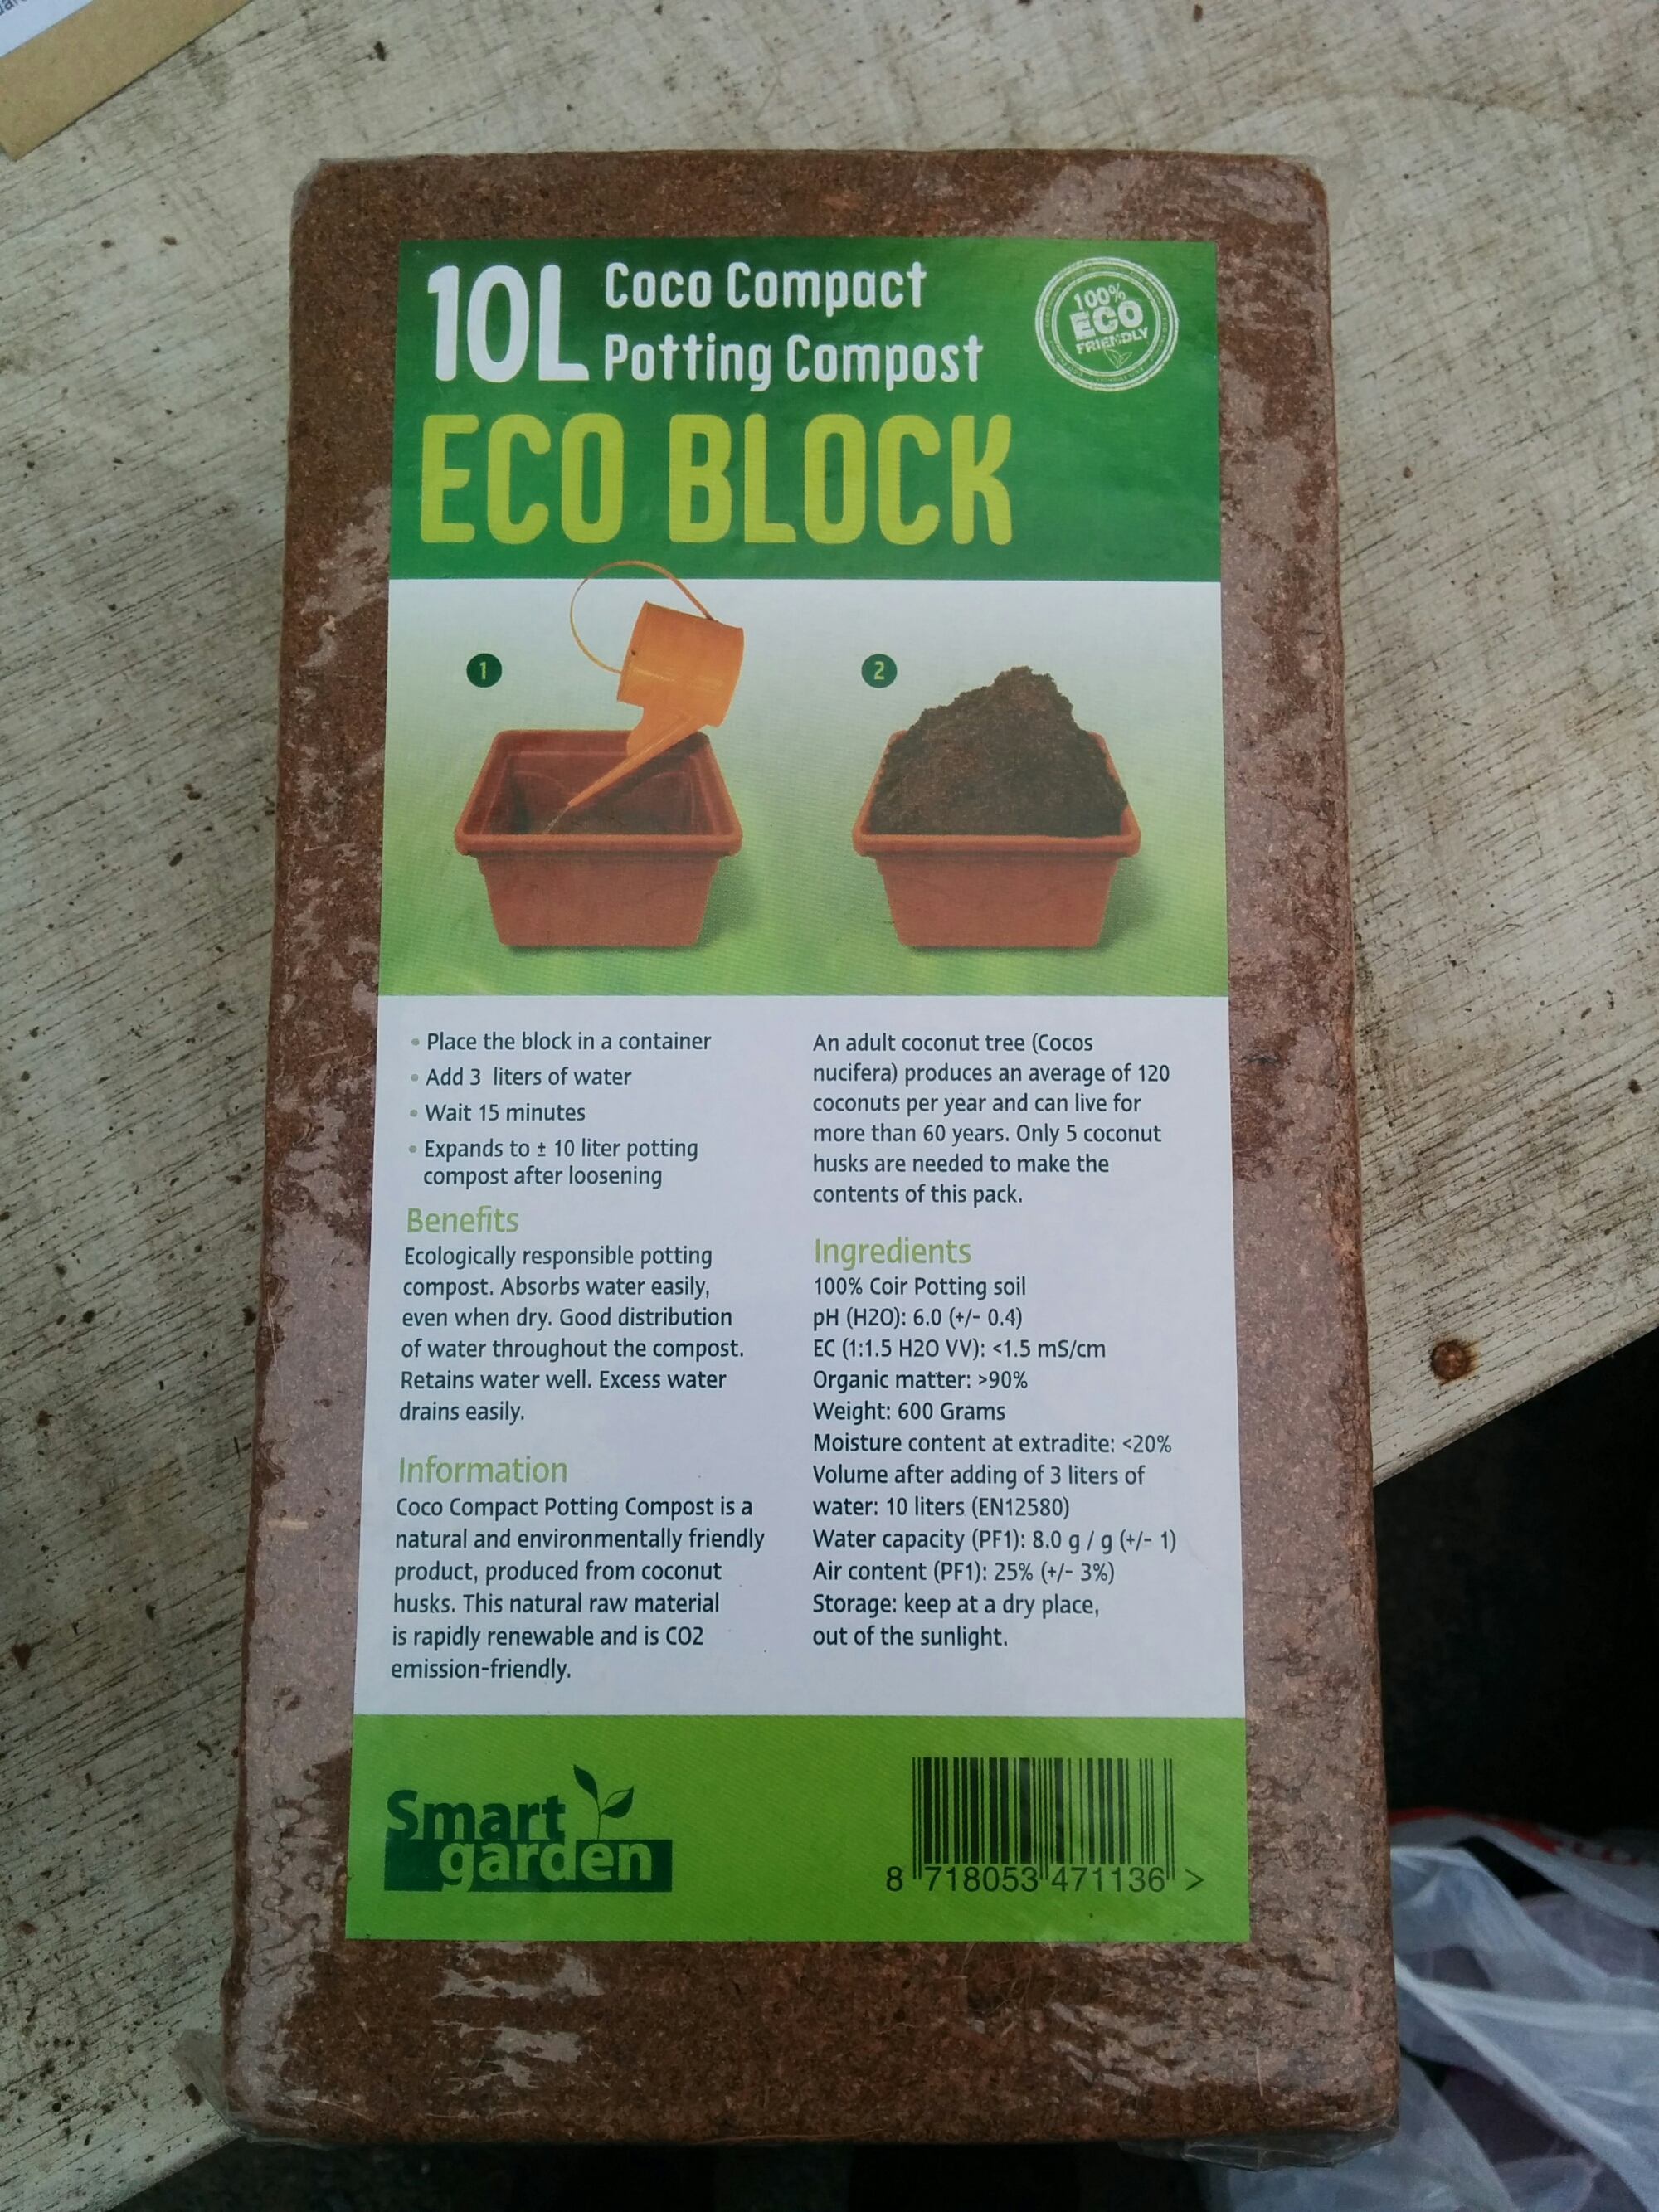 10L
Coco Compact
Potting Compost
100%
ECO
FRIENDLY
ECO BLOCK
1
2
• Place the block in a container
• Add 3 liters of water
• Wait 15 minutes
• Expands to ± 10 liter potting
compost after loosening
Benefits
Ecologically responsible potting
compost. Absorbs water easily,
even when dry. Good distribution
of water throughout the compost.
Retains water well. Excess water
drains easily.
Information
Coco Compact Potting Compost is a
natural and environmentally friendly
product, produced from coconut
husks. This natural raw material
is rapidly renewable and is CO2
emission-friendly.
An adult coconut tree (Cocos
nucifera) produces an average of 120
coconuts per year and can live for
more than 60 years. Only 5 coconut
husks are needed to make the
contents of this pack.
Ingredients
100% Coir Potting soil
pH (H2O): 6.0 (+/- 0.4)
EC (1:1.5 H2O VV): <1.5 mS/cm
Organic matter: >90%
Weight: 600 Grams
Moisture content at extradite: <20%
Volume after adding of 3 liters of
water: 10 liters (EN12580)
Water capacity (PF1): 8.0 g / g (+/- 1)
Air content (PF1): 25% (+/- 3%)
Storage: keep at a dry place,
out of the sunlight.
Smart
garden
8 718053 471136 >